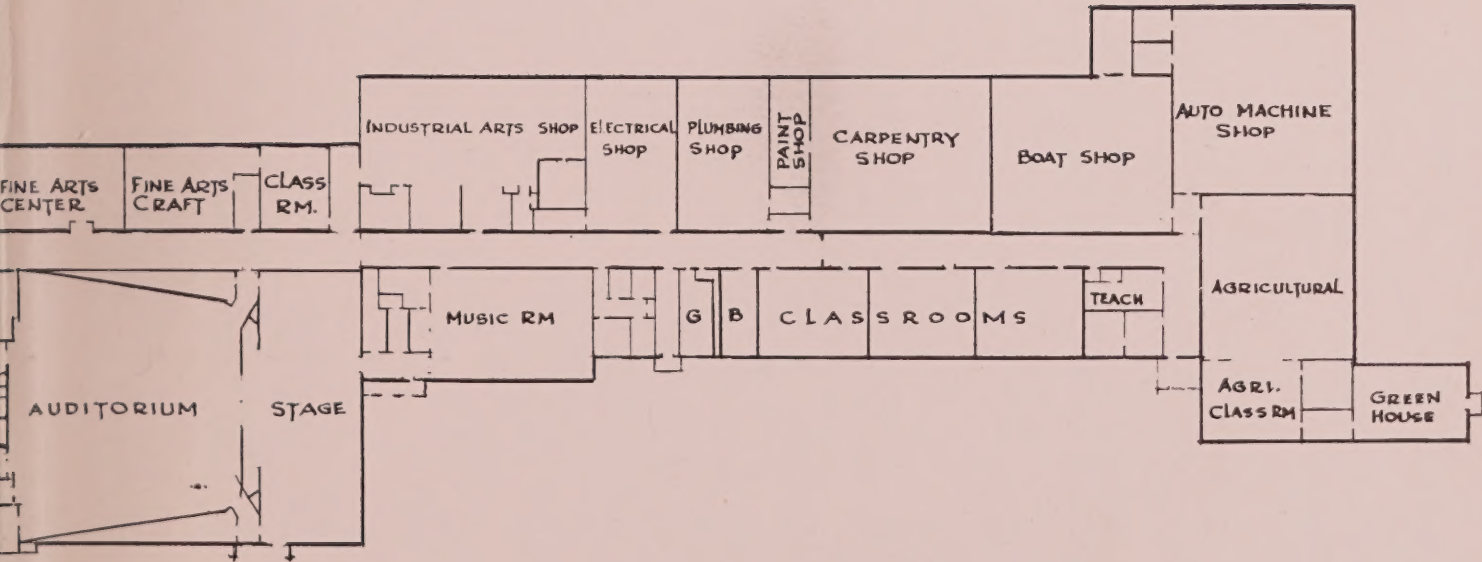 FINE ARTS
CENTER
FINE ARTS
CRAFT
CLASS
RM.
INDUSTRIAL ARTS SHOP
ELECTRICAL
SHOP
PLUMBING
SHOP
PAINT
SHOP
CARPENTRY
SHOP
BOAT SHOP
AUTO MACHINE
SHOP
AUDITORIUM
STAGE
MUSIC RM
G
B
CLASSROOMS
TEACH
AGRICULTURAL
AGRI.
CLASS RM
GREEN
HOUSE